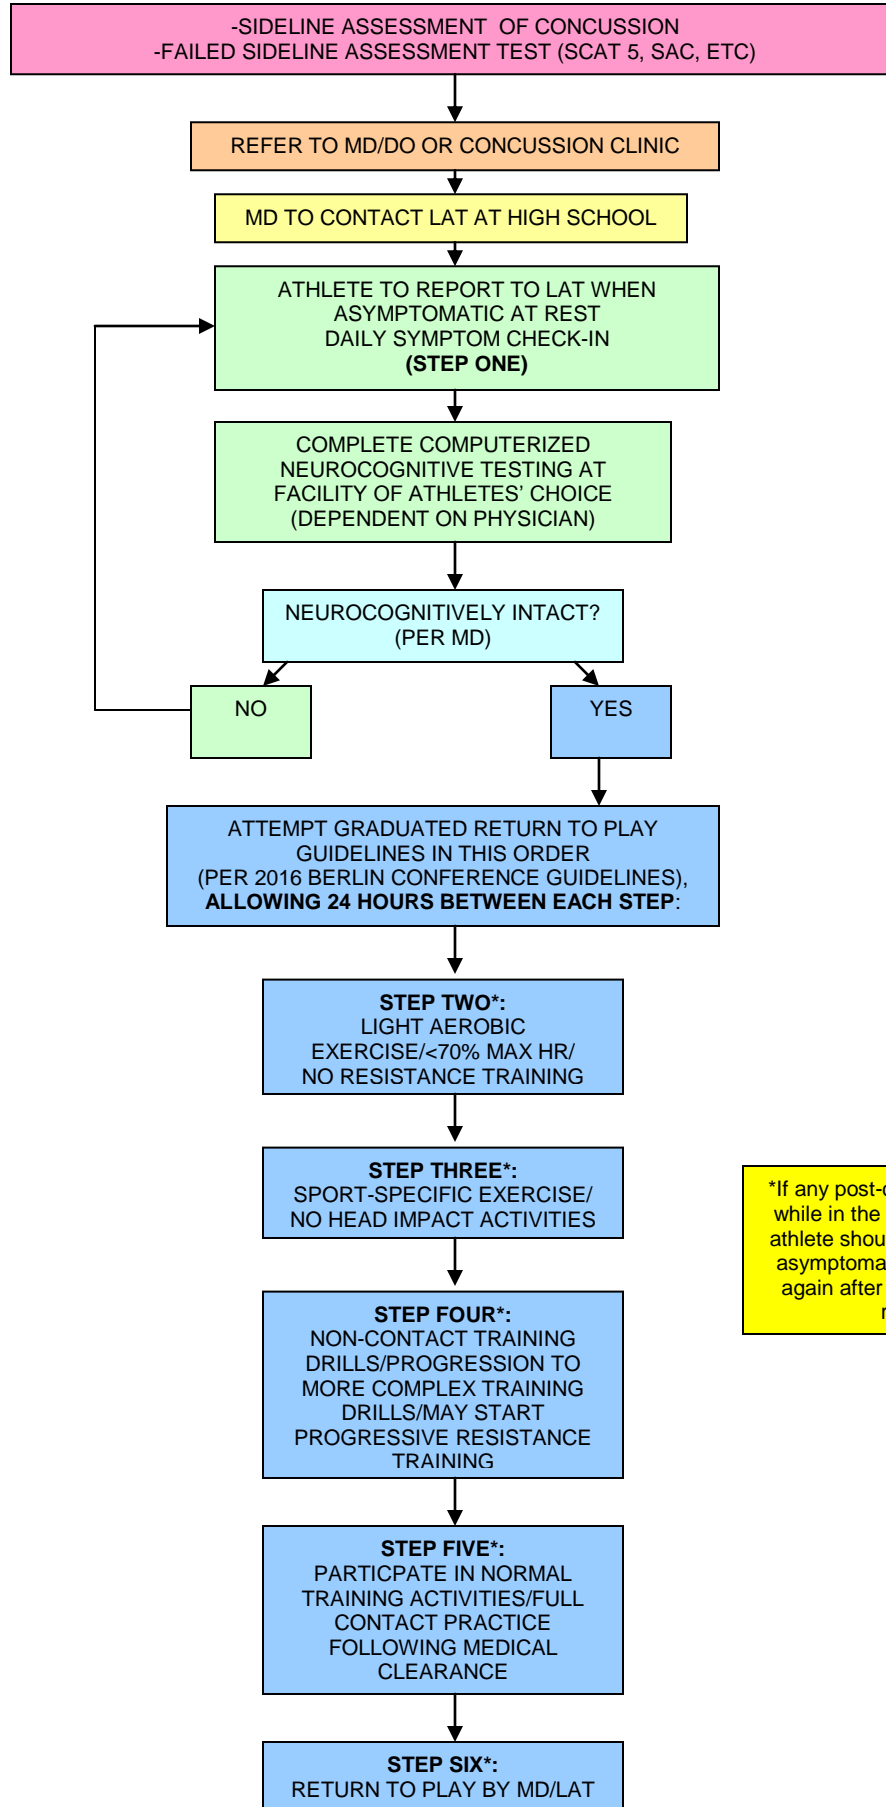 -SIDELINE ASSESSMENT OF CONCUSSION
-FAILED SIDELINE ASSESSMENT TEST (SCAT 5, SAC, ETC)
REFER TO MD/DO OR CONCUSSION CLINIC
MD TO CONTACT LAT AT HIGH SCHOOL
ATHLETE TO REPORT TO LAT WHEN
ASYMPTOMATIC AT REST
DAILY SYMPTOM CHECK-IN
(STEP ONE)
COMPLETE COMPUTERIZED
NEUROCOGNITIVE TESTING AT
FACILITY OF ATHLETES' CHOICE
(DEPENDENT ON PHYSICIAN)
NEUROCOGNITIVELY INTACT?
(PER MD)
NO
YES
ATTEMPT GRADUATED RETURN TO PLAY
GUIDELINES IN THIS ORDER
(PER 2016 BERLIN CONFERENCE GUIDELINES),
ALLOWING 24 HOURS BETWEEN EACH STEP:
STEP TWO*:
LIGHT AEROBIC
EXERCISE/<70% MAX HR/
NO RESISTANCE TRAINING
STEP THREE*:
SPORT-SPECIFIC EXERCISE/
NO HEAD IMPACT ACTIVITIES
*If any post-
while in the
athlete
again after
STEP FOUR*:
NON-CONTACT TRAINING
DRILLS/PROGRESSION TO
MORE COMPLEX TRAINING
DRILLS/MAY START
PROGRESSIVE RESISTANCE
TRAINING
STEP FIVE*:
PARTICPATE IN NORMAL
TRAINING ACTIVITIES/FULL
CONTACT PRACTICE
FOLLOWING MEDICAL
CLEARANCE
STEP SIX*:
RETURN TO PLAY BY MD/LAT